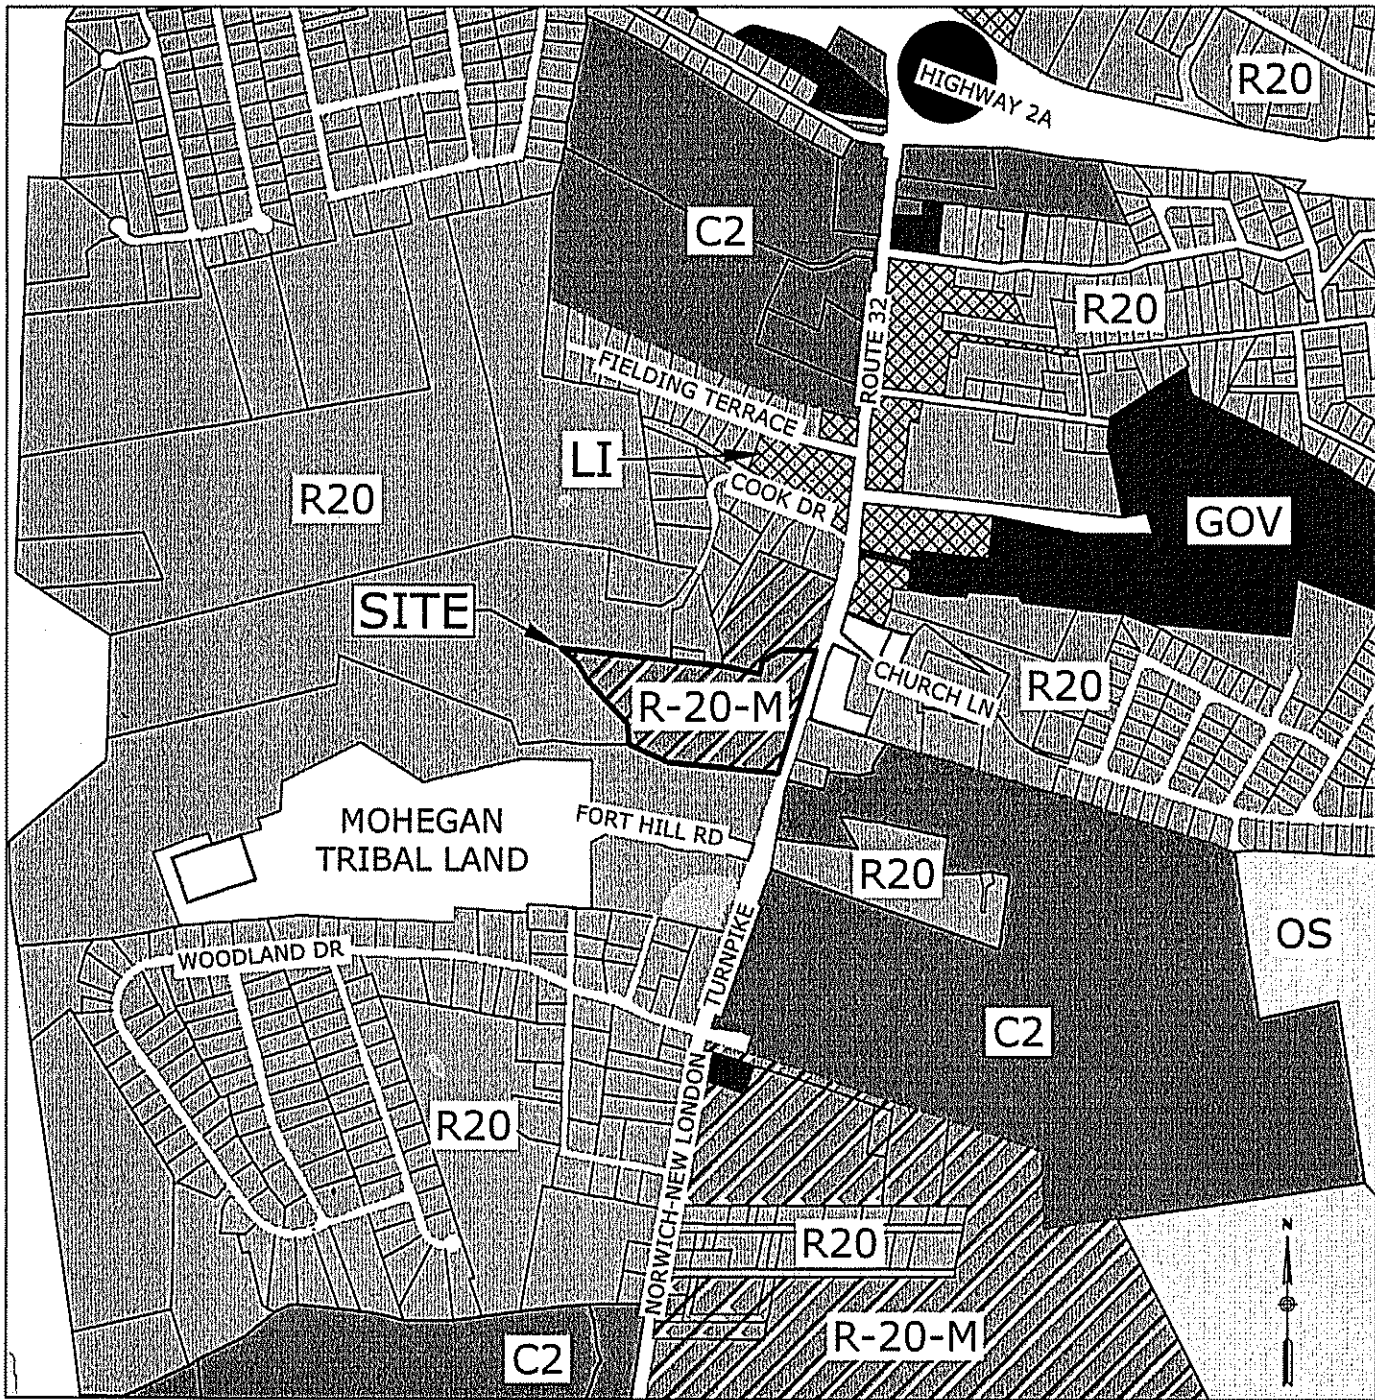 R20
HIGHWAY 2A
C2
R20
ROUTE 32
FIELDING TERRACE
LI
COOK DR
R20
GOV
SITE
R-20-M
CHURCH LN
R20
MOHEGAN
TRIBAL LAND
FORT HILL RD
R20
OS
WOODLAND DR
NORWICH-NEW LONDON TURNPIKE
C2
R20
R20
N
R-20-M
C2